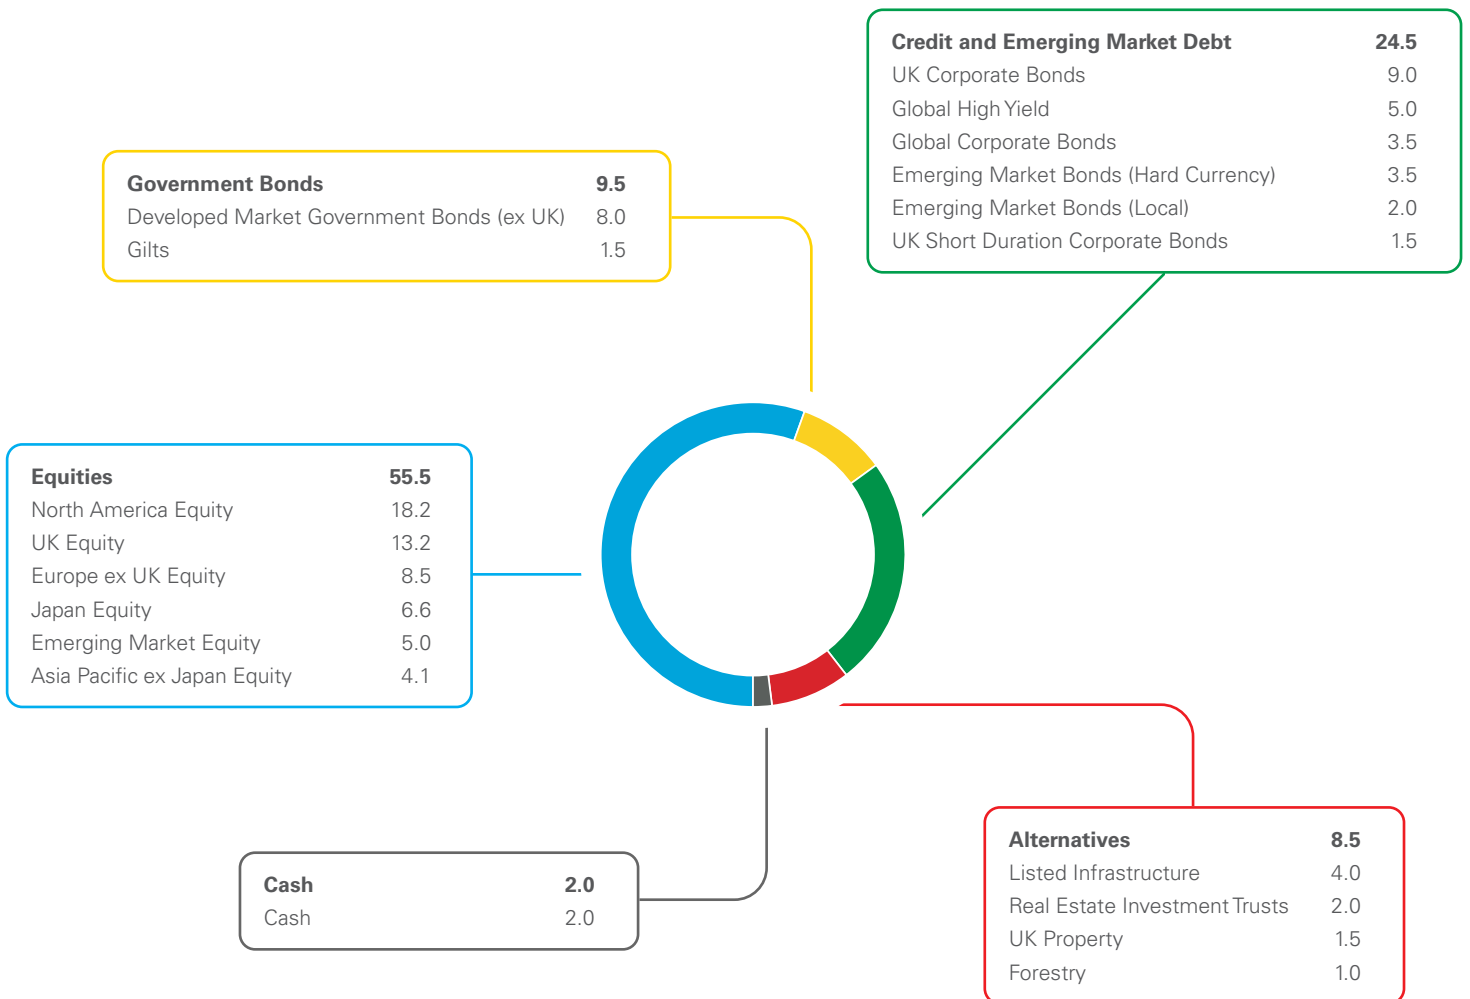 Credit and Emerging Market Debt 24.5
UK Corporate Bonds 9.0
Global High Yield 5.0
Global Corporate Bonds 3.5
Emerging Market Bonds (Hard Currency) 3.5
Emerging Market Bonds (Local) 2.0
UK Short Duration Corporate Bonds 1.5
Government Bonds 9.5
Developed Market Government Bonds (ex UK) 8.0
Gilts 1.5
Equities 55.5
North America Equity 18.2
UK Equity 13.2
Europe ex UK Equity 8.5
Japan Equity 6.6
Emerging Market Equity 5.0
Asia Pacific ex Japan Equity 4.1
Cash 2.0
Cash 2.0
Alternatives 8.5
Listed Infrastructure 4.0
Real Estate Investment Trusts 2.0
UK Property 1.5
Forestry 1.0